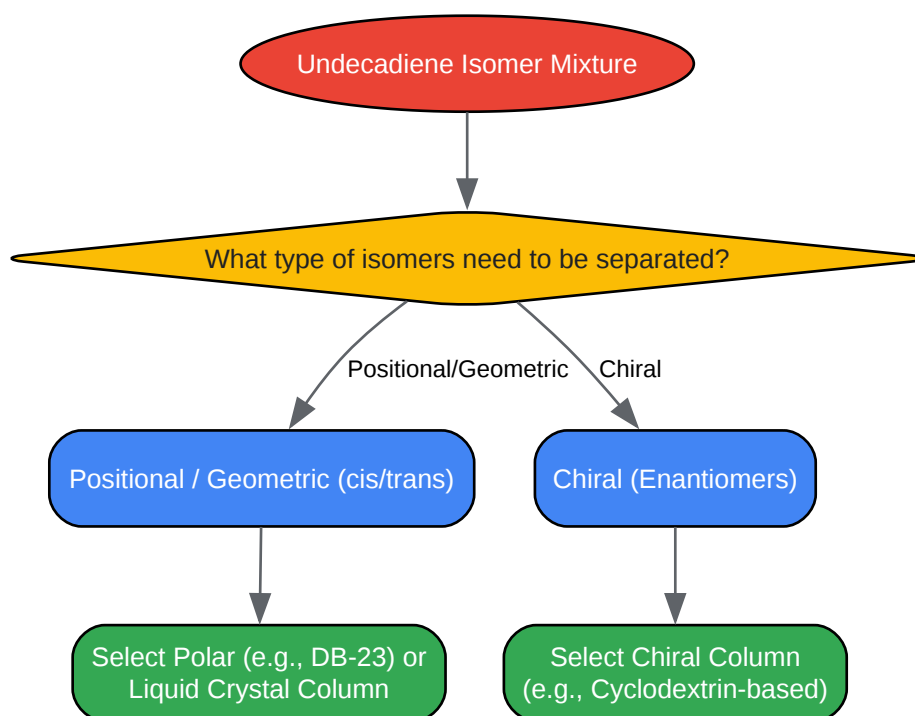 Undecadiene Isomer Mixture
What type of isomers need to be separated?
Positional/Geometric
Chiral
Positional / Geometric (cis/trans)
Chiral (Enantiomers)
Select Polar (e.g., DB-23) or
Liquid Crystal Column
Select Chiral Column
(e.g., Cyclodextrin-based)